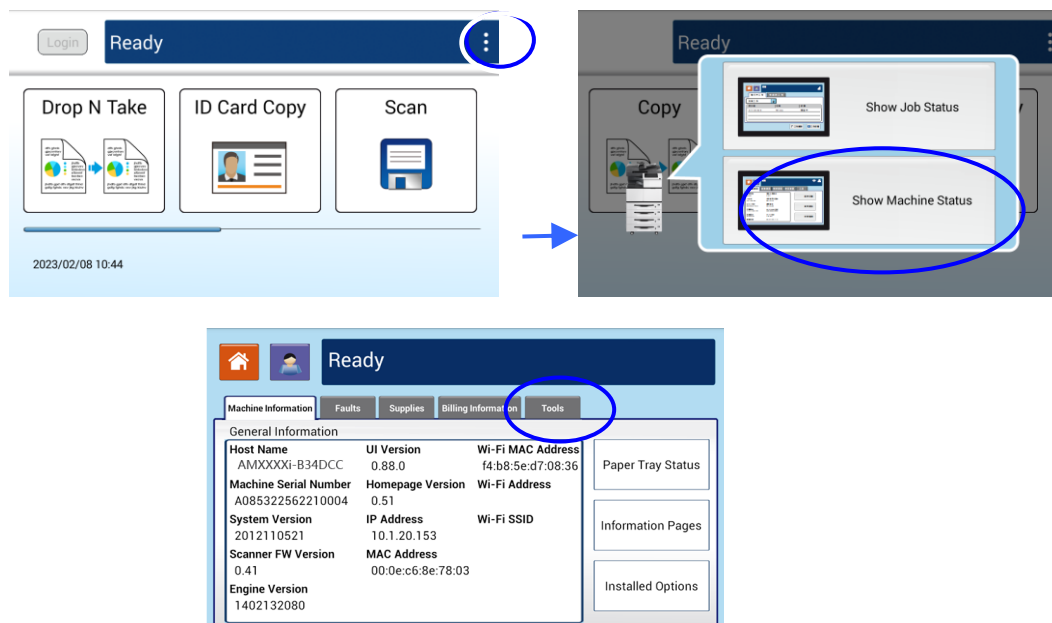 Login
Ready
Drop N Take
ID Card Copy
Scan
2023/02/08 10:44
Ready
Copy
y
Show Job Status
Show Machine Status
Ready
Machine Information
Faults
Supplies
Billing Information
Tools
General Information
Host Name
AMXXXXi-B34DCC
Machine Serial Number
A085322562210004
System Version
2012110521
Scanner FW Version
0.41
Engine Version
1402132080
UI Version
0.88.0
Homepage Version
0.51
IP Address
10.1.20.153
MAC Address
00:0e:c6:8e:78:03
Wi-Fi MAC Address
f4:b8:5e:d7:08:36
Wi-Fi Address
Wi-Fi SSID
Paper Tray Status
Information Pages
Installed Options